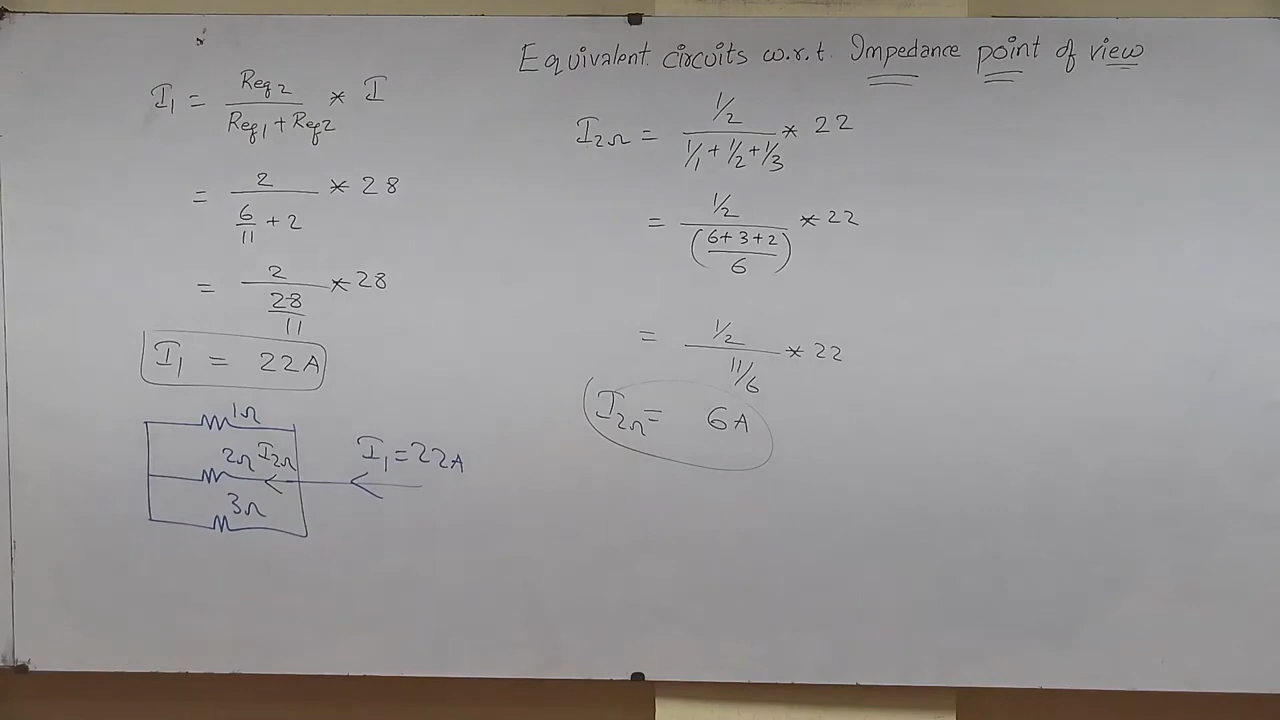 Equivalent circuits w.r.t. Impedance point of view
I₁ = Req2 / (Req1 + Req2) * I
= 2 / (6/11 + 2) * 28
= 2 / (28/11) * 28
I₁ = 22A
1Ω
2Ω I₂Ω
I₁ = 22A
3Ω
I₂Ω = (1/2) / (1/1 + 1/2 + 1/3) * 22
= (1/2) / ((6+3+2)/6) * 22
= (1/2) / (11/6) * 22
I₂Ω = 6A